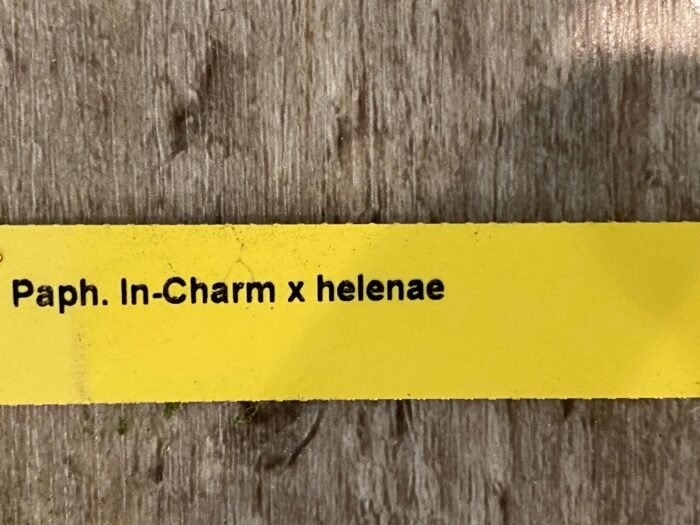 Paph. In-Charm x helenae